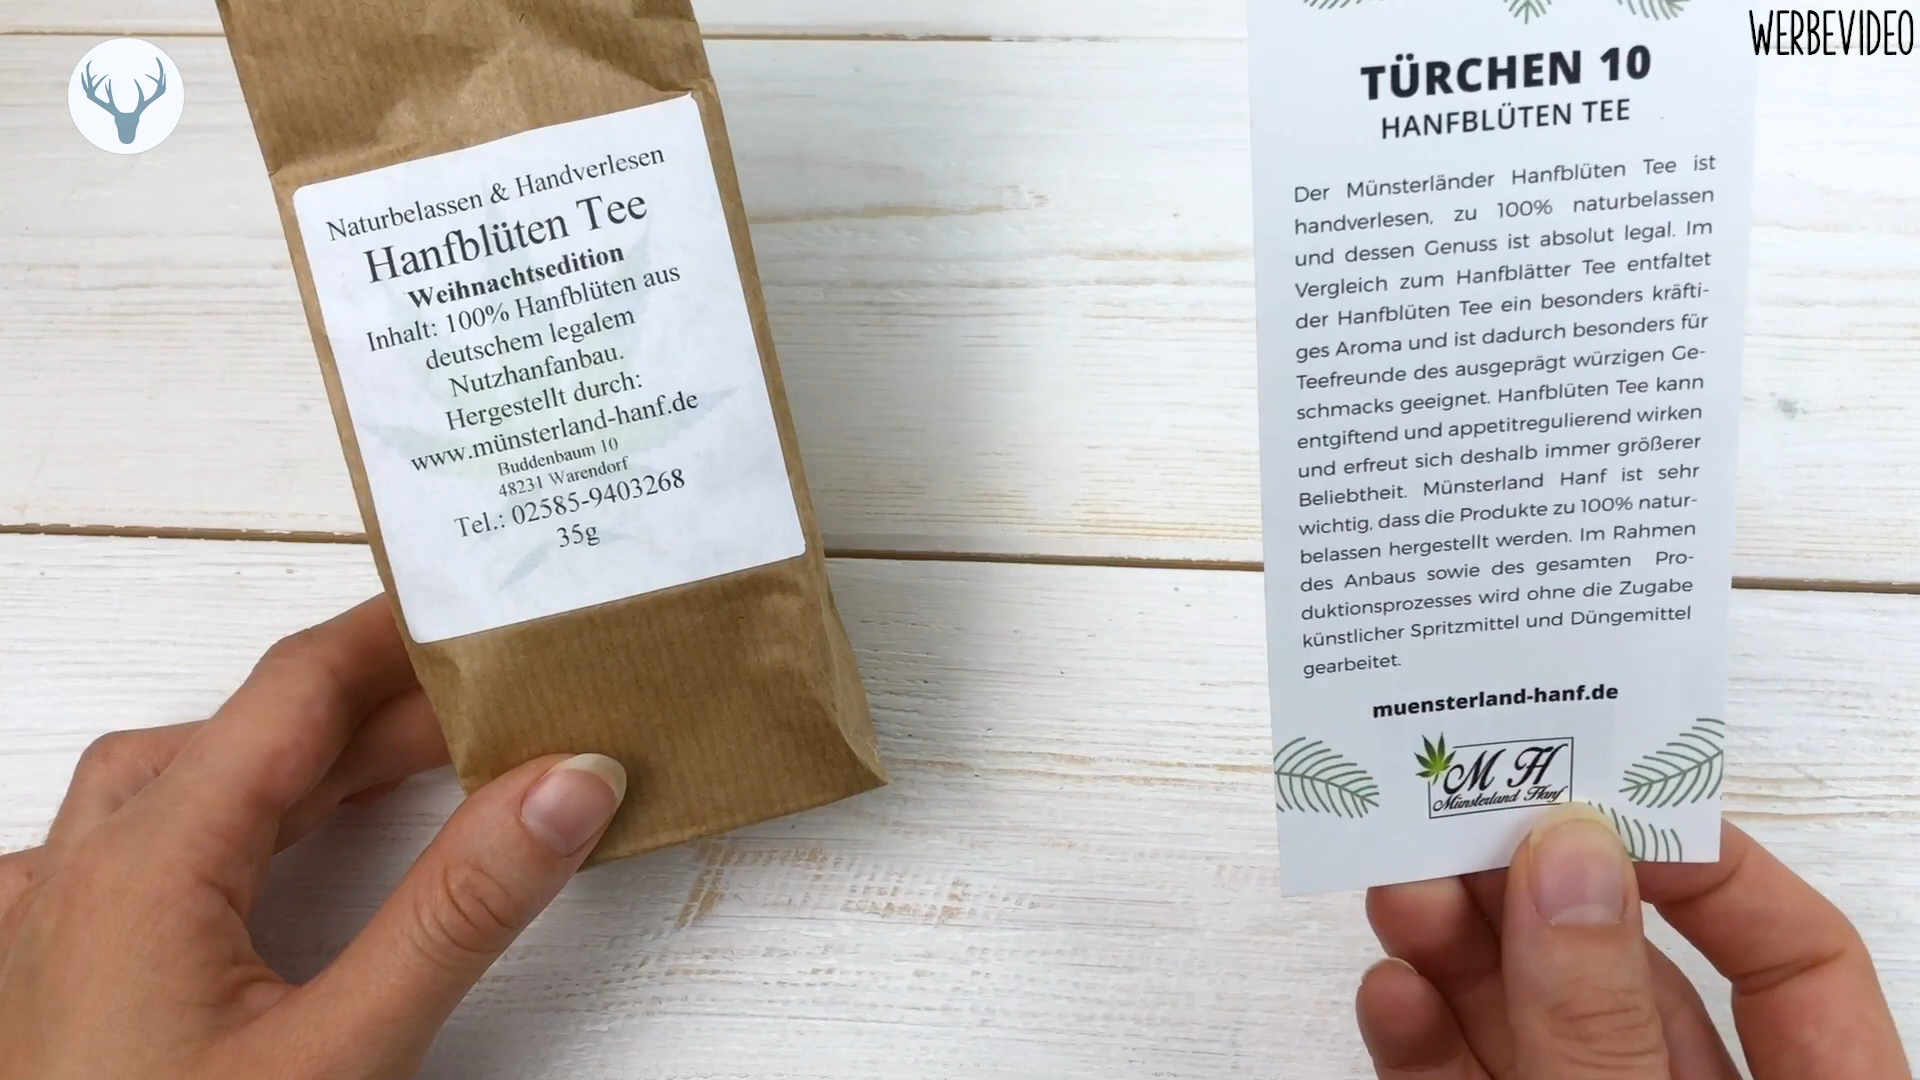 WERBEVIDEO
Naturbelassen & Handverlesen
Hanfblüten Tee
Weihnachtsedition
Inhalt: 100% Hanfblüten aus
deutschem legalem
Nutzhanfanbau.
Hergestellt durch:
www.münsterland-hanf.de
Buddenbaum 10
48231 Warendorf
Tel.: 02585-9403268
35g
TÜRCHEN 10
HANFBLÜTEN TEE
Der Münsterländer Hanfblüten Tee ist
handverlesen, zu 100% naturbelassen
und dessen Genuss ist absolut legal. Im
Vergleich zum Hanfblätter Tee entfaltet
der Hanfblüten Tee ein besonders kräfti-
ges Aroma und ist dadurch besonders für
Teefreunde des ausgeprägt würzigen Ge-
schmacks geeignet. Hanfblüten Tee kann
entgiftend und appetitregulierend wirken
und erfreut sich deshalb immer größerer
Beliebtheit. Münsterland Hanf ist sehr
wichtig, dass die Produkte zu 100% natur-
belassen hergestellt werden. Im Rahmen
des Anbaus sowie des gesamten Pro-
duktionsprozesses wird ohne die Zugabe
künstlicher Spritzmittel und Düngemittel
gearbeitet.
muensterland-hanf.de
M H
Münsterland Hanf